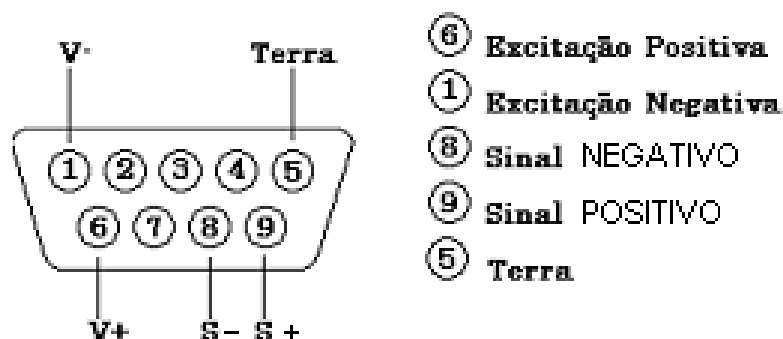 V-
Terra
1 2 3 4 5
6 7 8 9
V+
S- S+
6 Excitação Positiva
1 Excitação Negativa
8 Sinal NEGATIVO
9 Sinal POSITIVO
5 Terra